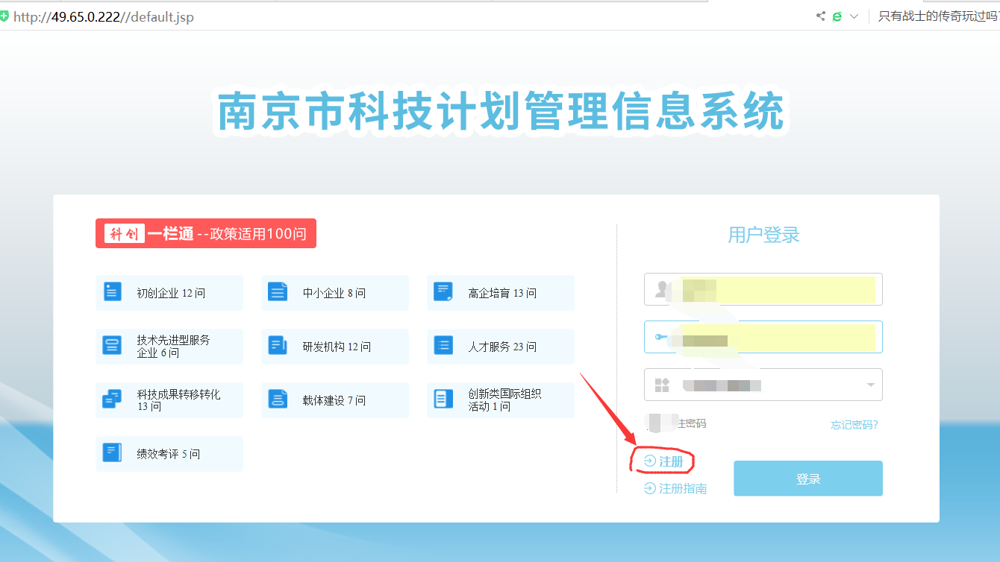 http://49.65.0.222//default.jsp
只有战士的传奇玩过吗
南京市科技计划管理信息系统
科创一栏通--政策适用100问
初创企业 12 问
中小企业 8 问
高企培育 13 问
技术先进型服务
企业 6 问
研发机构 12 问
人才服务 23 问
科技成果转移转化
13 问
载体建设 7 问
创新类国际组织
活动 1 问
绩效考评 5 问
用户登录
住密码
忘记密码?
注册
登录
注册指南